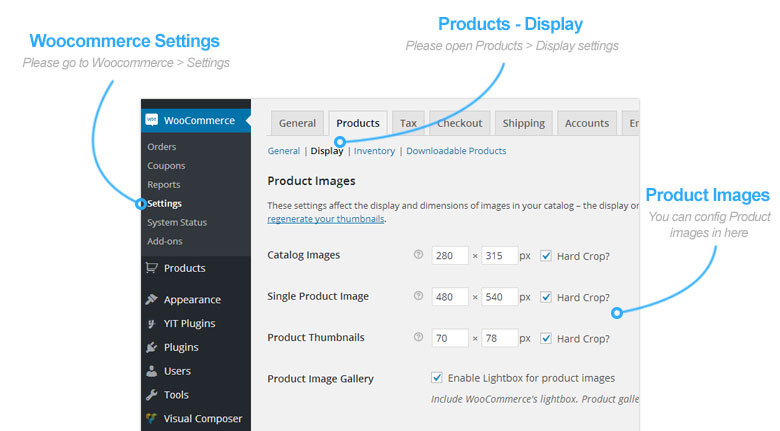 Woocommerce Settings
Please go to Woocommerce > Settings
Products - Display
Please open Products > Display settings
WooCommerce
Orders
Coupons
Reports
Settings
System Status
Add-ons
Products
Appearance
YIT Plugins
Plugins
Users
Tools
Visual Composer
General Products Tax Checkout Shipping Accounts En
General | Display | Inventory | Downloadable Products
Product Images
These settings affect the display and dimensions of images in your catalog – the display or
regenerate your thumbnails.
Catalog Images 280 × 315 px Hard Crop?
Single Product Image 480 × 540 px Hard Crop?
Product Thumbnails 70 × 78 px Hard Crop?
Product Image Gallery Enable Lightbox for product images
Include WooCommerce's lightbox. Product galle
Product Images
You can config Product
images in here